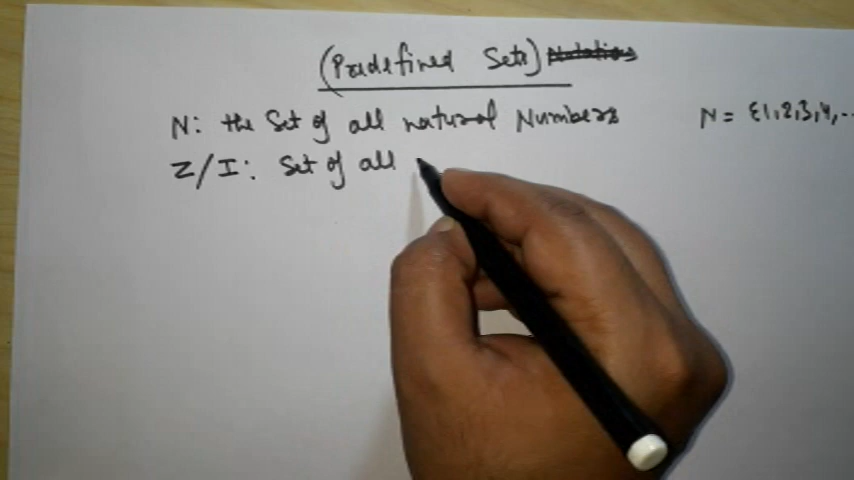 (Predefined Sets)
N: the Set of all natural Numbers N = {1,2,3,4,..
Z/I: Set of all